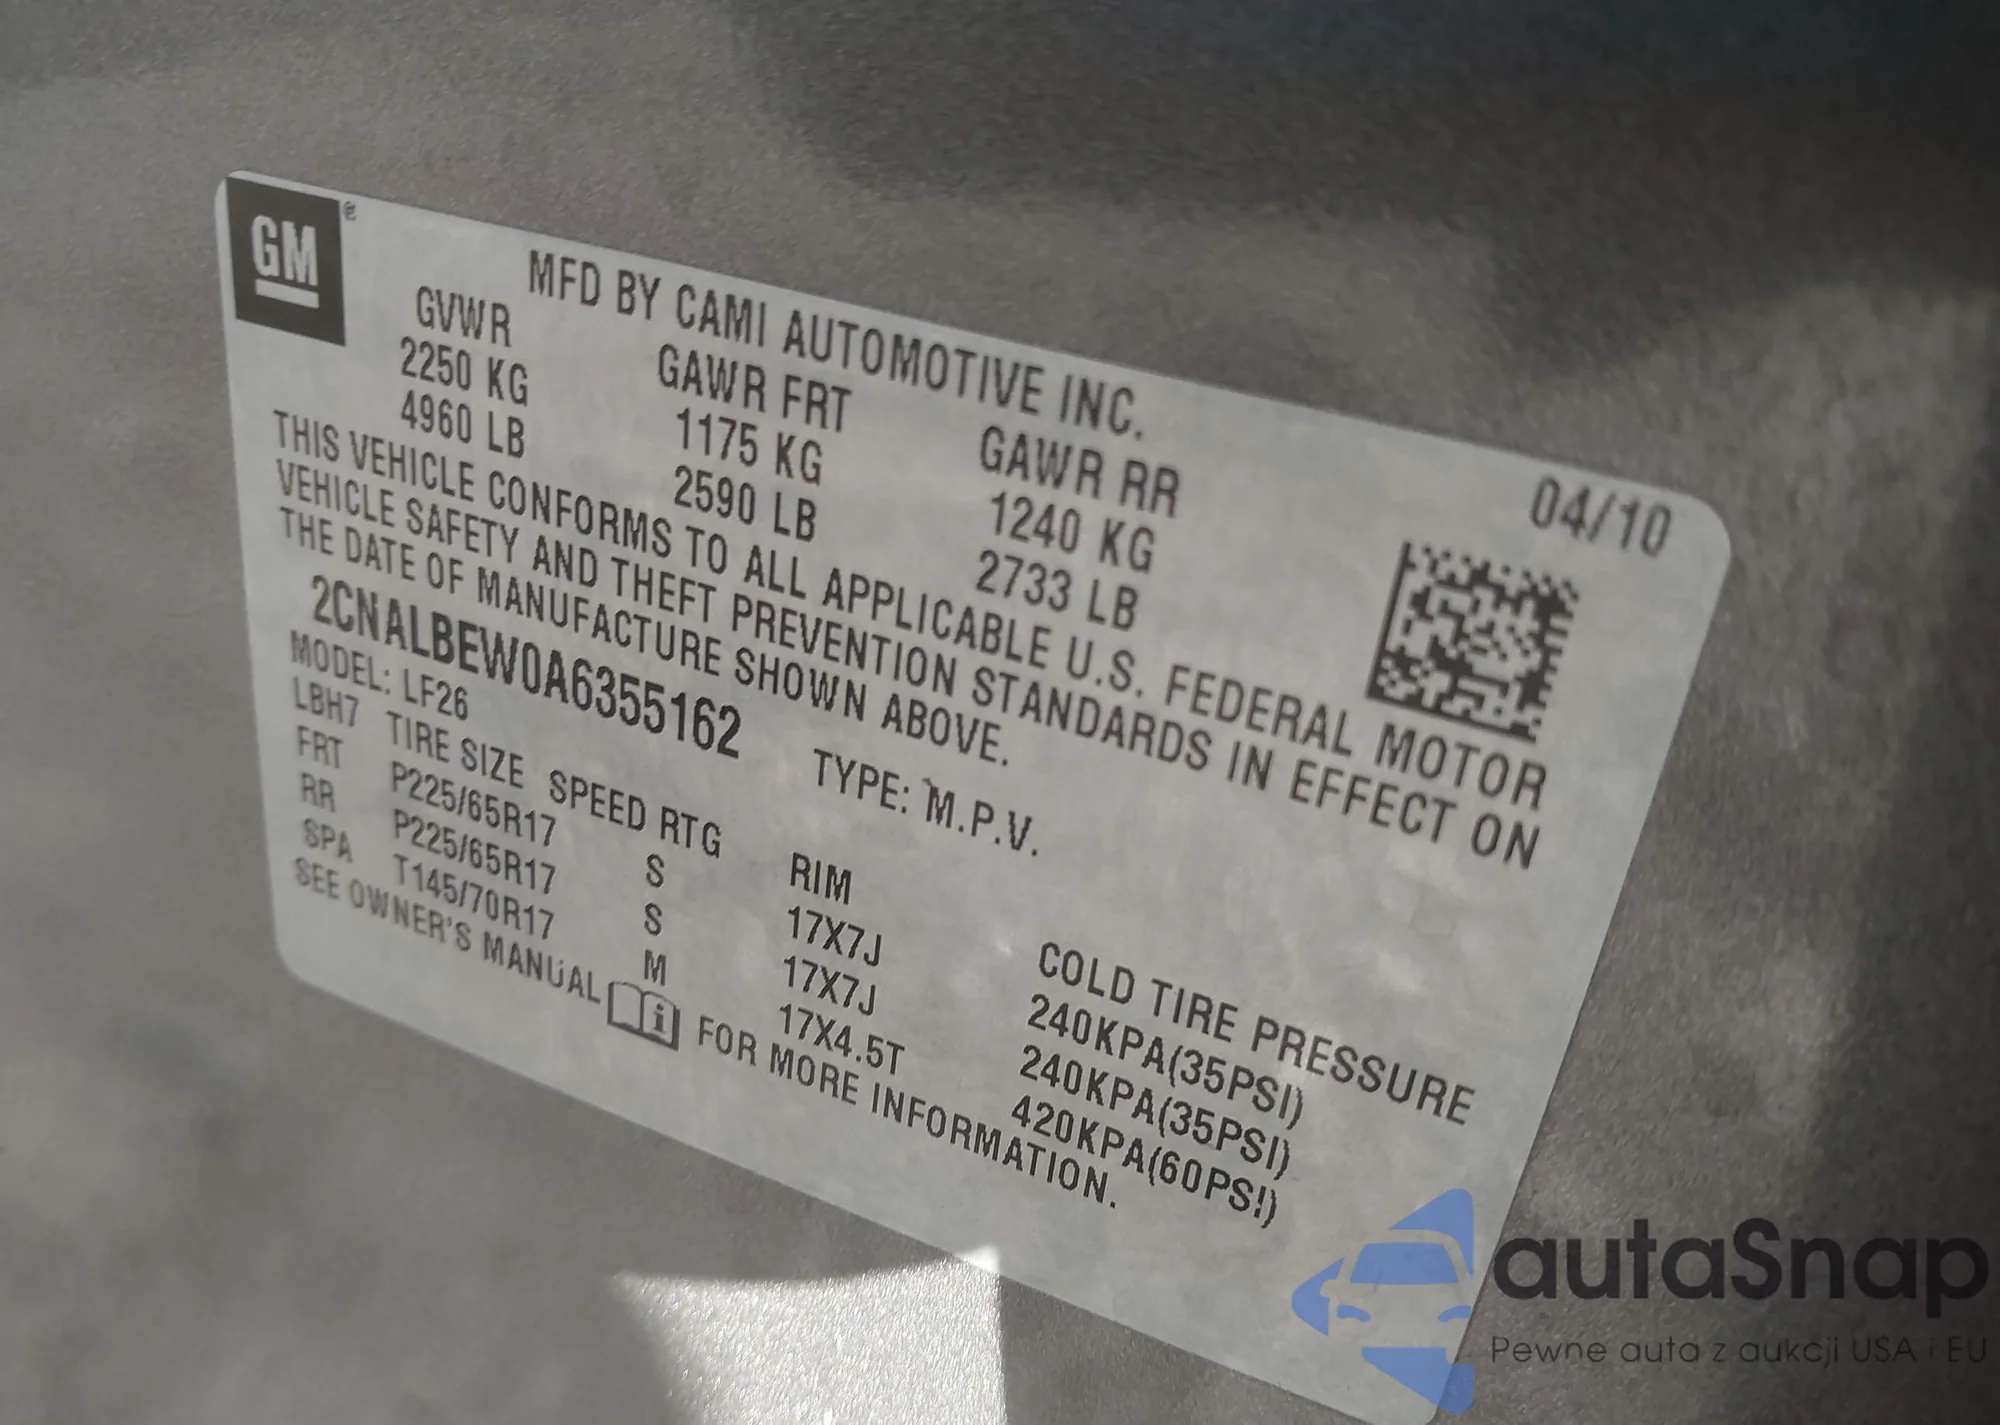 GM®
MFD BY CAMI AUTOMOTIVE INC.
04/10
GVWR GAWR FRT GAWR RR
2250 KG 1175 KG 1240 KG
4960 LB 2590 LB 2733 LB
THIS VEHICLE CONFORMS TO ALL APPLICABLE U.S. FEDERAL MOTOR
VEHICLE SAFETY AND THEFT PREVENTION STANDARDS IN EFFECT ON
THE DATE OF MANUFACTURE SHOWN ABOVE.
2CNALBEW0A6355162 TYPE: M.P.V.
MODEL: LF26
LBH7 TIRE SIZE SPEED RTG RIM COLD TIRE PRESSURE
FRT P225/65R17 S 17X7J 240KPA(35PSI)
RR P225/65R17 S 17X7J 240KPA(35PSI)
SPA T145/70R17 M 17X4.5T 420KPA(60PSI)
SEE OWNER'S MANUAL FOR MORE INFORMATION.
autaSnap
Pewne auta z aukcji USA i EU